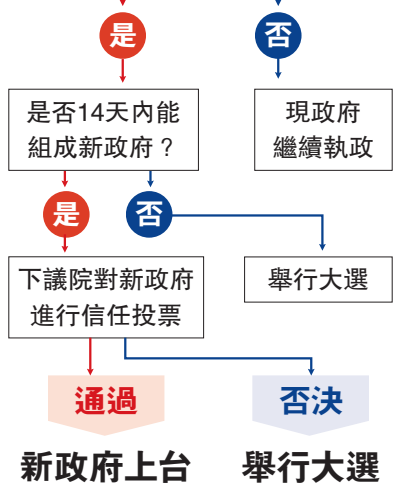 是
否
是否14天內能
組成新政府？
現政府
繼續執政
是
否
下議院對新政府
進行信任投票
舉行大選
通過
否決
新政府上台
舉行大選